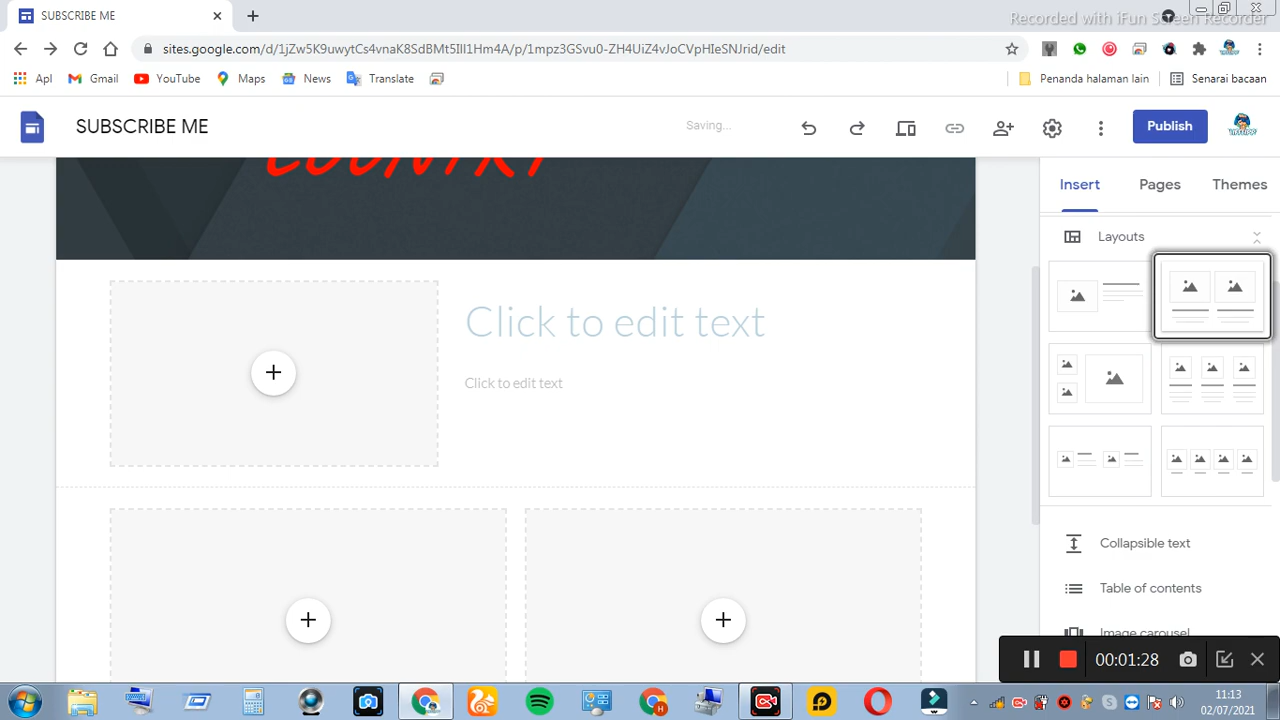 SUBSCRIBE ME
Recorded with iFun Screen Recorder
sites.google.com/d/1jZw5K9uwytCs4vnaK8SdBMt5Ill1Hm4A/p/1mpz3GSvu0-ZH4UiZ4vJoCVpHIeSNJrid/edit
Apl
Gmail
YouTube
Maps
News
Translate
Penanda halaman lain
Senarai bacaan
SUBSCRIBE ME
Saving...
Publish
Insert
Pages
Themes
Layouts
Click to edit text
Click to edit text
Collapsible text
Table of contents
Image carousel
00:01:28
11:13
02/07/2021